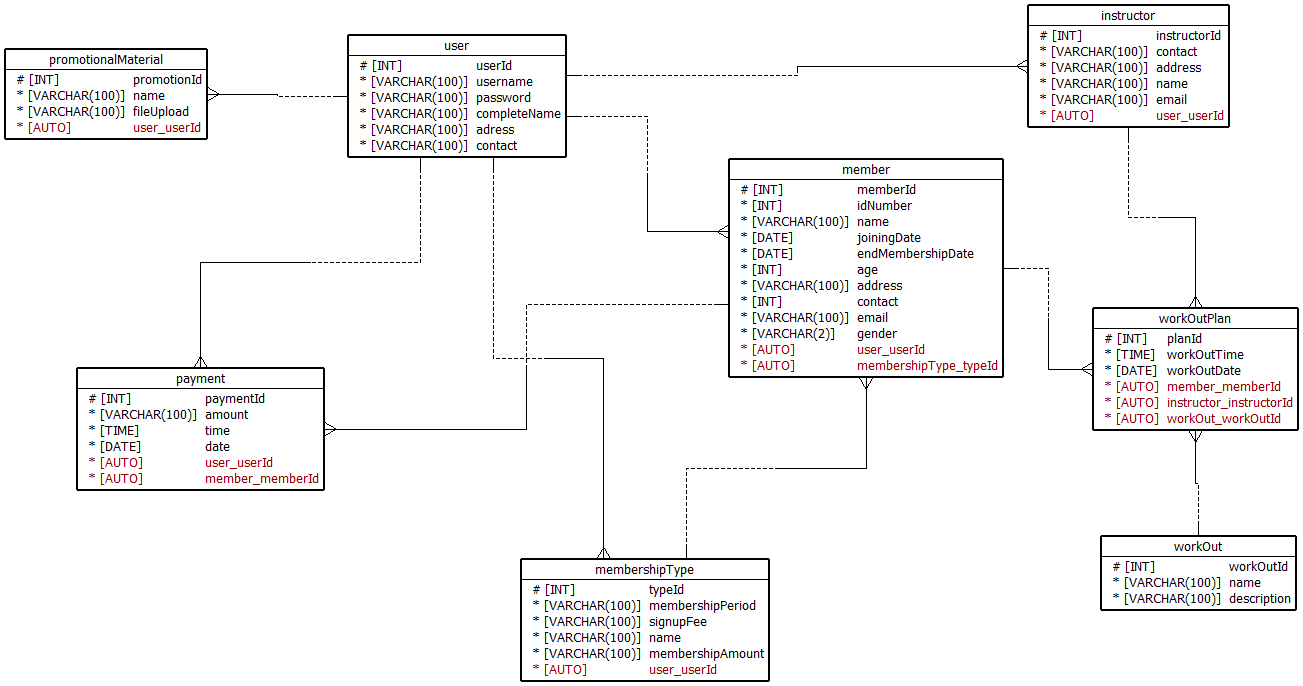 promotionalMaterial
# [INT] promotionId
* [VARCHAR(100)] name
* [VARCHAR(100)] fileUpload
* [AUTO] user_userId
user
# [INT] userId
* [VARCHAR(100)] username
* [VARCHAR(100)] password
* [VARCHAR(100)] completeName
* [VARCHAR(100)] adress
* [VARCHAR(100)] contact
instructor
# [INT] instructorId
* [VARCHAR(100)] contact
* [VARCHAR(100)] address
* [VARCHAR(100)] name
* [VARCHAR(100)] email
* [AUTO] user_userId
member
# [INT] memberId
* [INT] idNumber
* [VARCHAR(100)] name
* [DATE] joiningDate
* [DATE] endMembershipDate
* [INT] age
* [VARCHAR(100)] address
* [INT] contact
* [VARCHAR(100)] email
* [VARCHAR(2)] gender
* [AUTO] user_userId
* [AUTO] membershipType_typeId
workOutPlan
# [INT] planId
* [TIME] workOutTime
* [DATE] workOutDate
* [AUTO] member_memberId
* [AUTO] instructor_instructorId
* [AUTO] workOut_workOutId
payment
# [INT] paymentId
* [VARCHAR(100)] amount
* [TIME] time
* [DATE] date
* [AUTO] user_userId
* [AUTO] member_memberId
membershipType
# [INT] typeId
* [VARCHAR(100)] membershipPeriod
* [VARCHAR(100)] signupFee
* [VARCHAR(100)] name
* [VARCHAR(100)] membershipAmount
* [AUTO] user_userId
workOut
# [INT] workOutId
* [VARCHAR(100)] name
* [VARCHAR(100)] description